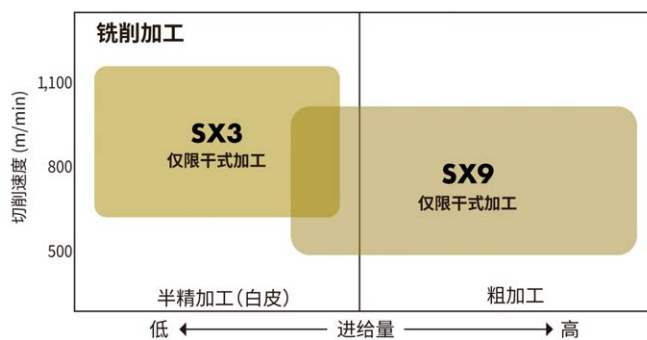 铣削加工
切削速度 (m/min)
1,100
800
500
SX3
仅限干式加工
SX9
仅限干式加工
半精加工(白皮)
粗加工
低
进给量
高